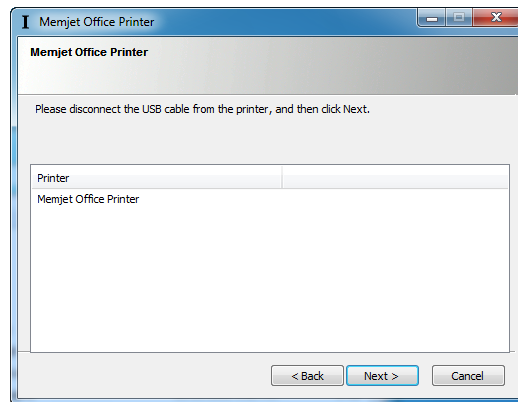 Memjet Office Printer
Memjet Office Printer
Please disconnect the USB cable from the printer, and then click Next.
Printer
Memjet Office Printer
< Back Next > Cancel